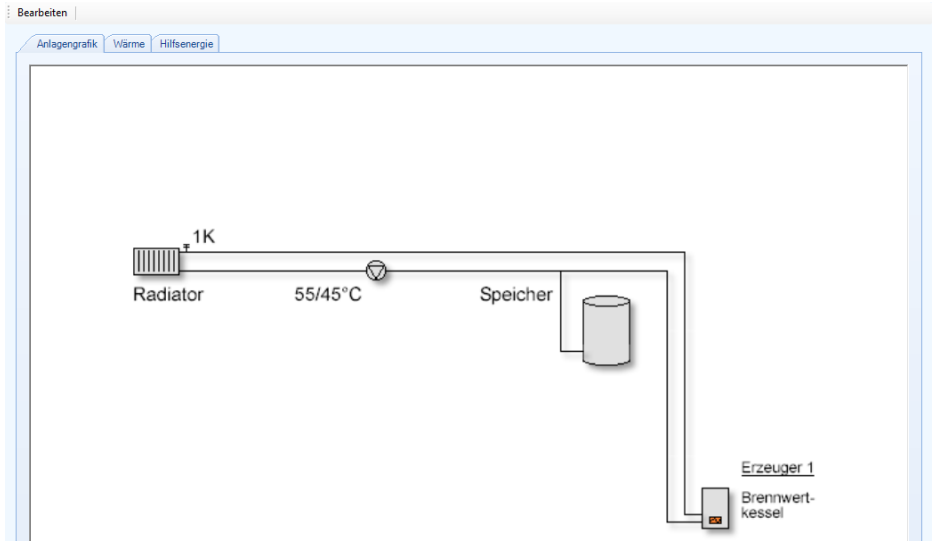 Bearbeiten
Anlagengrafik Wärme Hilfsenergie
1K
Radiator 55/45°C Speicher
Erzeuger 1
Brennwert-
kessel